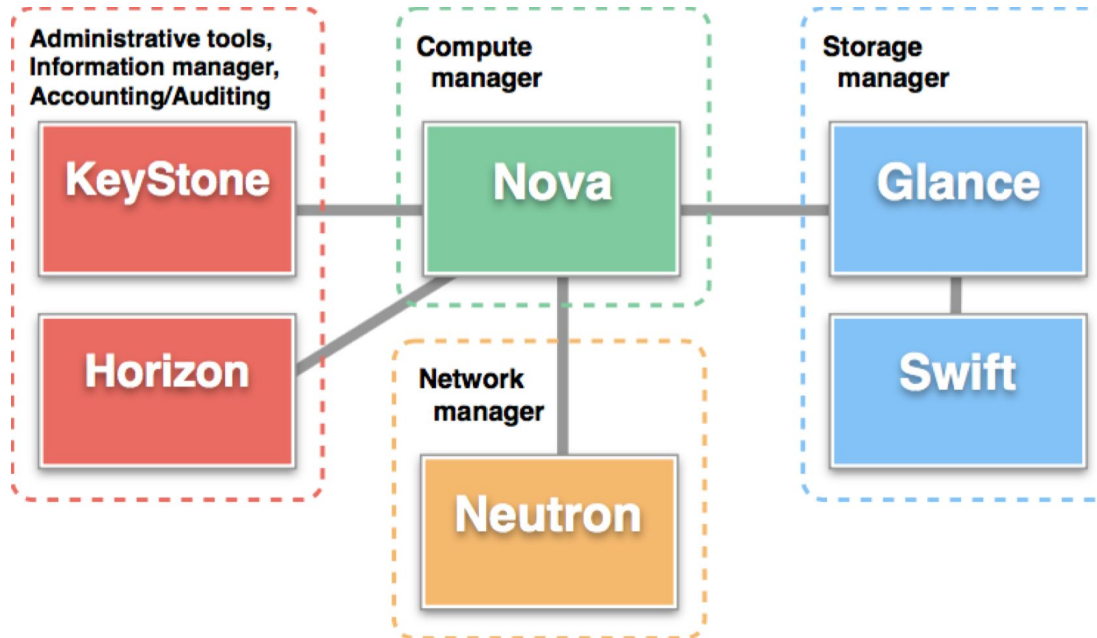 Administrative tools,
Information manager,
Accounting/Auditing
KeyStone
Horizon
Compute
manager
Nova
Network
manager
Neutron
Storage
manager
Glance
Swift